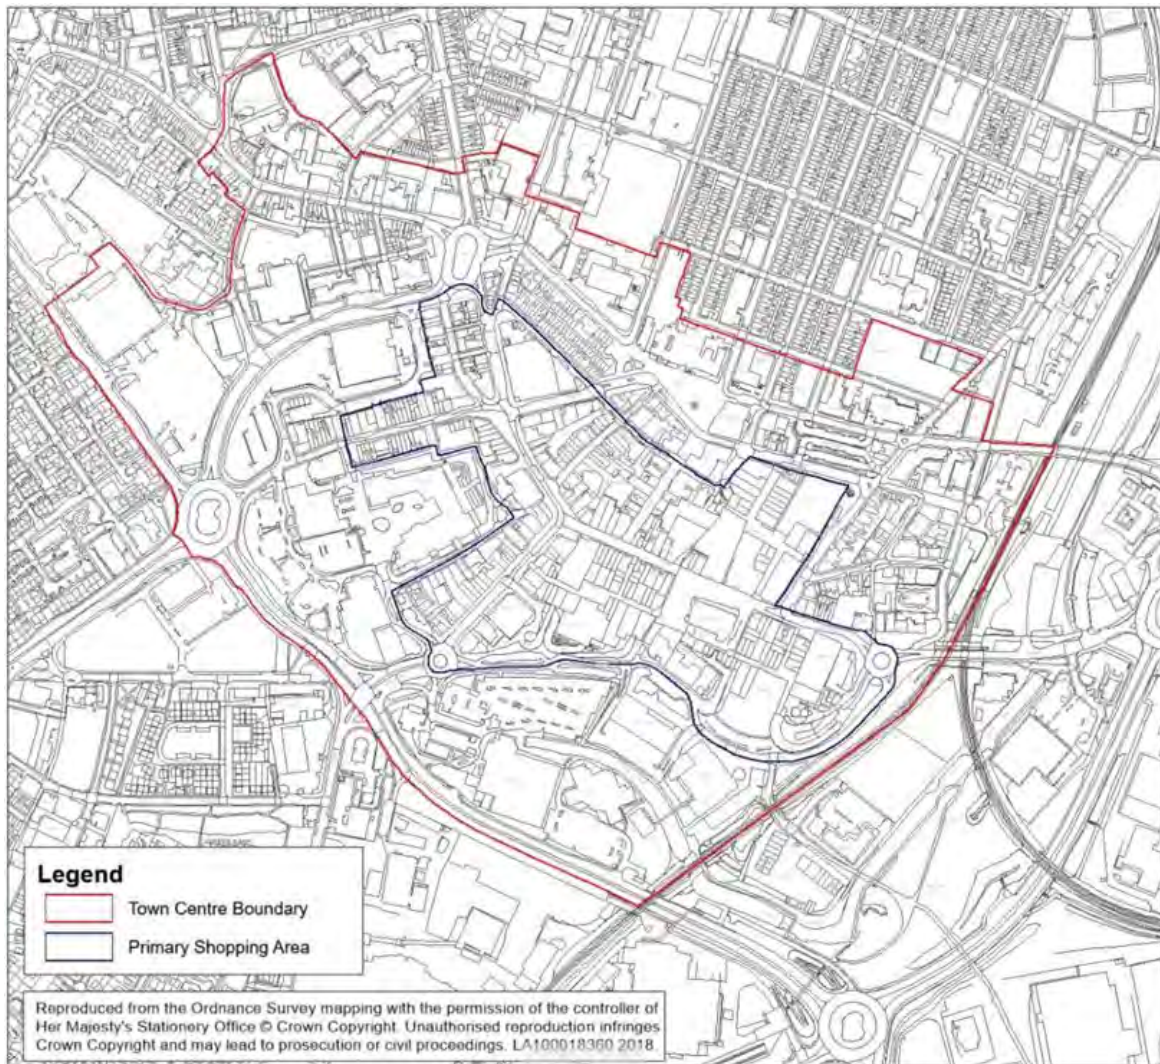 Legend
Town Centre Boundary
Primary Shopping Area
Reproduced from the Ordnance Survey mapping with the permission of the controller of
Her Majesty's Stationery Office © Crown Copyright. Unauthorised reproduction infringes
Crown Copyright and may lead to prosecution or civil proceedings. LA100018360 2018.